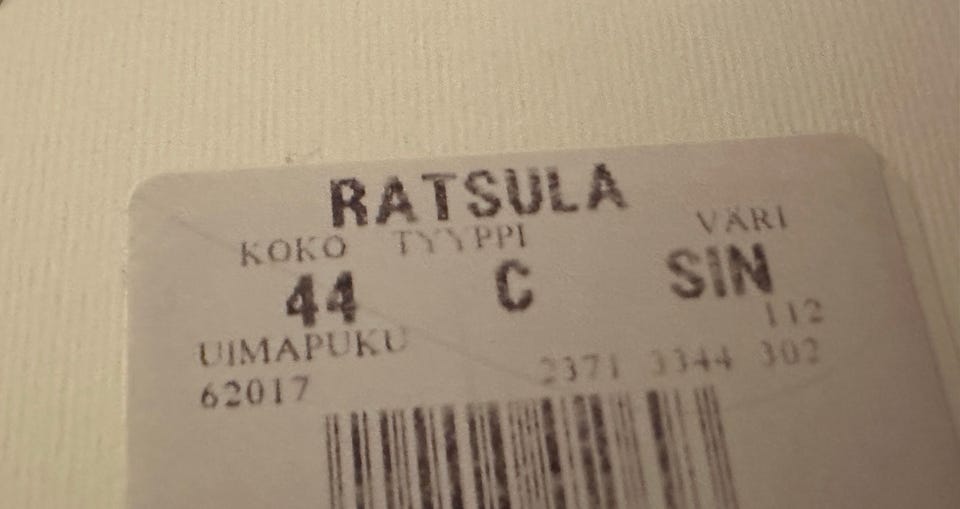 RATSULA
KOKO TYYPPI VÄRI
44 C SIN
112
UIMAPUKU
2371 3344 302
62017